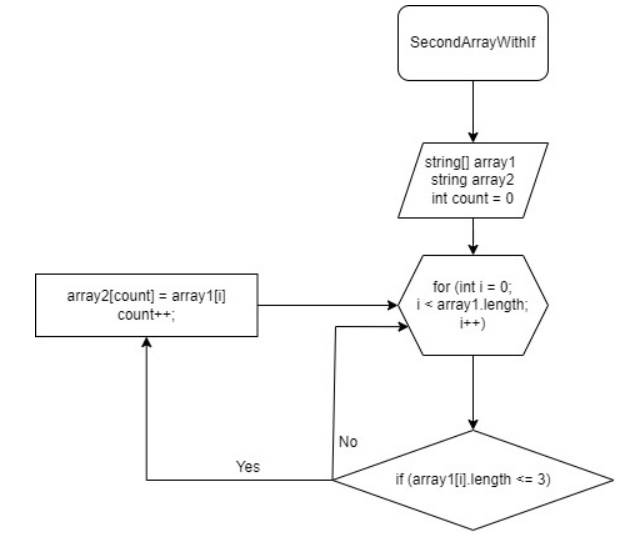 SecondArrayWithIf
string[] array1
string array2
int count = 0
for (int i = 0;
i < array1.length;
i++)
array2[count] = array1[i]
count++;
No
Yes
if (array1[i].length <= 3)